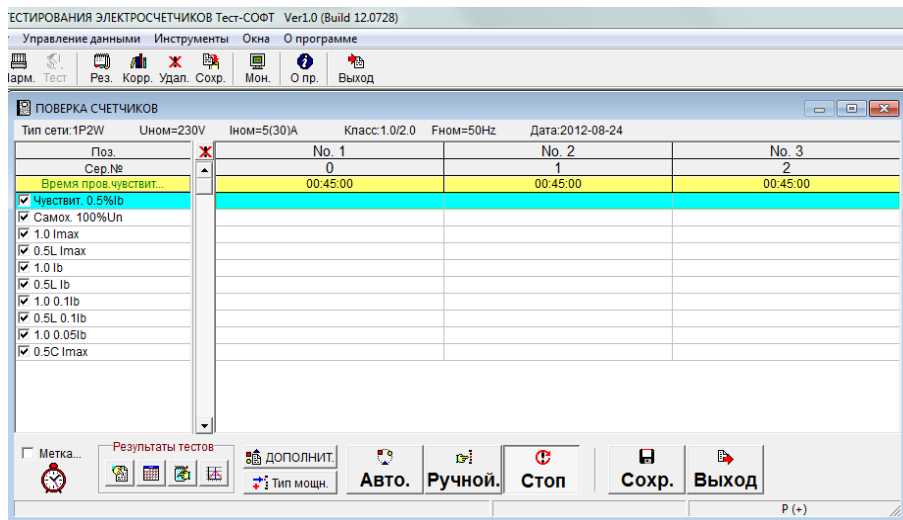 ТЕСТИРОВАНИЯ ЭЛЕКТРОСЧЕТЧИКОВ Тест-СОФТ Ver1.0 (Build 12.0728)
Управление данными Инструменты Окна О программе
Тест Рез. Корр. Удал. Сохр. Мон. О пр. Выход
ПОВЕРКА СЧЕТЧИКОВ
Тип сети:1P2W Uном=230V Iном=5(30)A Класс:1.0/2.0 Fном=50Hz Дата:2012-08-24
Поз. No. 1 No. 2 No. 3
Сер.№ 0 1 2
Время пров.чувствит... 00:45:00 00:45:00 00:45:00
Чувствит. 0.5%Ib
Самох. 100%Un
1.0 Imax
0.5L Imax
1.0 Ib
0.5L Ib
1.0 0.1Ib
0.5L 0.1Ib
1.0 0.05Ib
0.5C Imax
Метка... Результаты тестов ДОПОЛНИТ. Тип мощн. Авто. Ручной. Стоп Сохр. Выход
P (+)